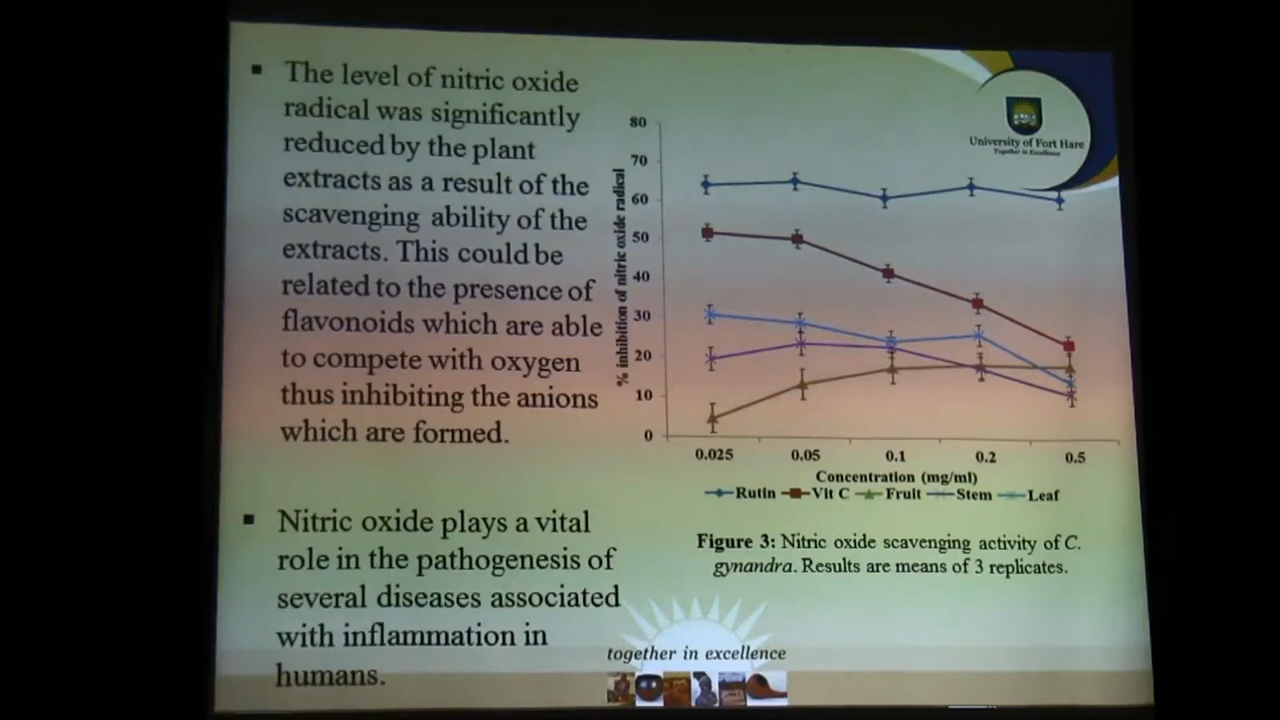 ▪ The level of nitric oxide
radical was significantly
reduced by the plant
extracts as a result of the
scavenging ability of the
extracts. This could be
related to the presence of
flavonoids which are able
to compete with oxygen
thus inhibiting the anions
which are formed.
▪ Nitric oxide plays a vital
role in the pathogenesis of
several diseases associated
with inflammation in
humans.
University of Fort Hare
Together in Excellence
% inhibition of nitric oxide radical
80
70
60
50
40
30
20
10
0
0.025 0.05 0.1 0.2 0.5
Concentration (mg/ml)
Rutin Vit C Fruit Stem Leaf
Figure 3: Nitric oxide scavenging activity of C.
gynandra. Results are means of 3 replicates.
together in excellence